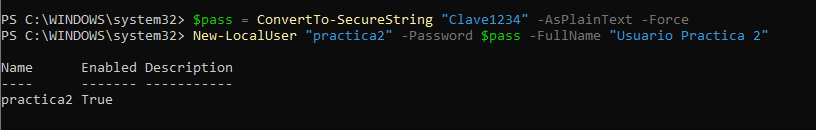 PS C:\WINDOWS\system32> $pass = ConvertTo-SecureString "Clave1234" -AsPlainText -Force
PS C:\WINDOWS\system32> New-LocalUser "practica2" -Password $pass -FullName "Usuario Practica 2"
Name      Enabled Description
----      ------- -----------
practica2 True